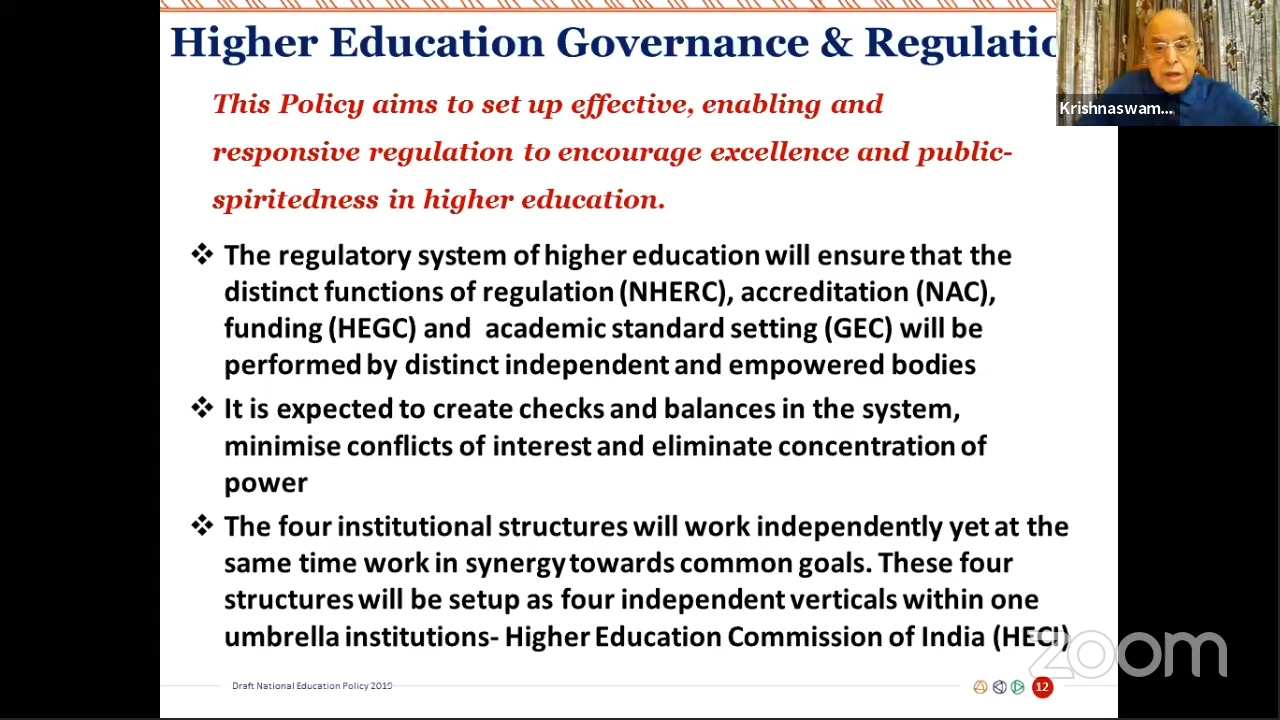 Higher Education Governance & Regulatio
This Policy aims to set up effective, enabling and
responsive regulation to encourage excellence and public-
spiritedness in higher education.
❖ The regulatory system of higher education will ensure that the
distinct functions of regulation (NHERC), accreditation (NAC),
funding (HEGC) and academic standard setting (GEC) will be
performed by distinct independent and empowered bodies
❖ It is expected to create checks and balances in the system,
minimise conflicts of interest and eliminate concentration of
power
❖ The four institutional structures will work independently yet at the
same time work in synergy towards common goals. These four
structures will be setup as four independent verticals within one
umbrella institutions- Higher Education Commission of India (HECI)
Draft National Education Policy 2019
12
Krishnaswam...
zoom